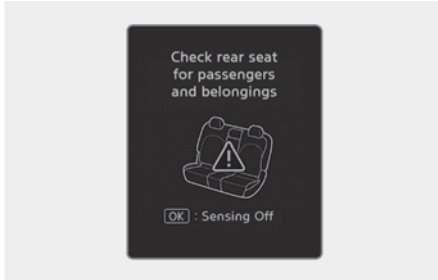 Check rear seat
for passengers
and belongings
OK : Sensing Off